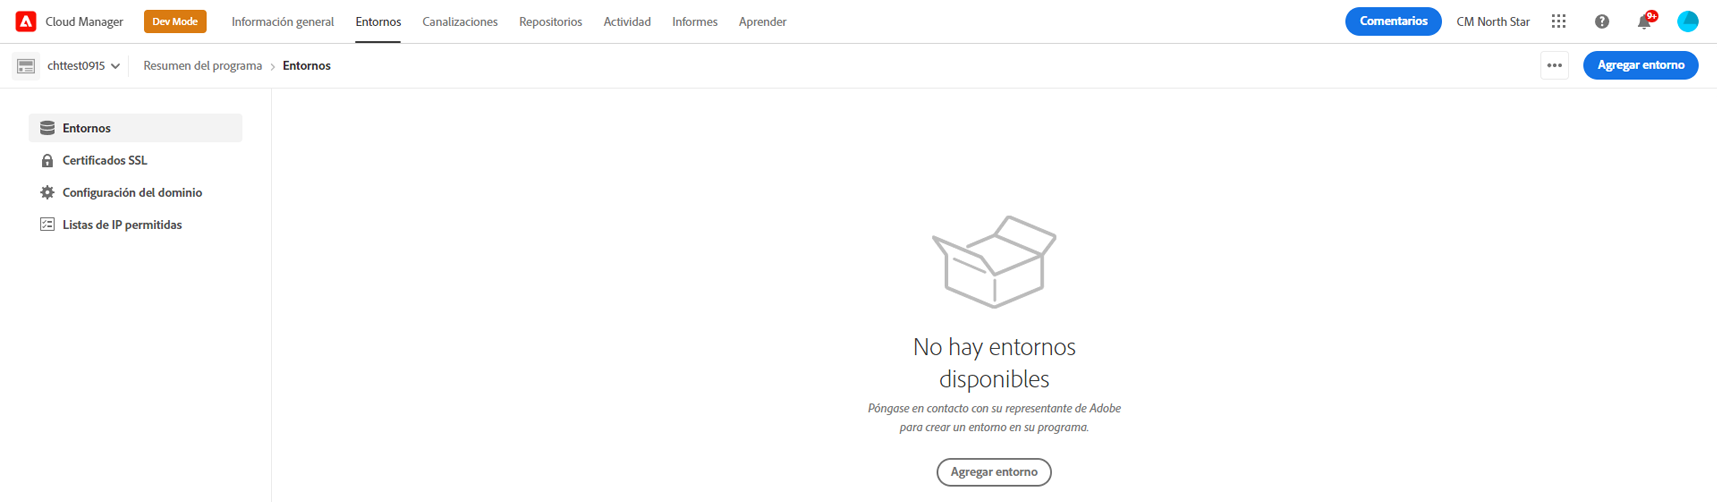 Cloud Manager Dev Mode Información general Entornos Canalizaciones Repositorios Actividad Informes Aprender Comentarios CM North Star 9+
chttest0915 Resumen del programa > Entornos Agregar entorno
Entornos
Certificados SSL
Configuración del dominio
Listas de IP permitidas
No hay entornos
disponibles
Póngase en contacto con su representante de Adobe
para crear un entorno en su programa.
Agregar entorno